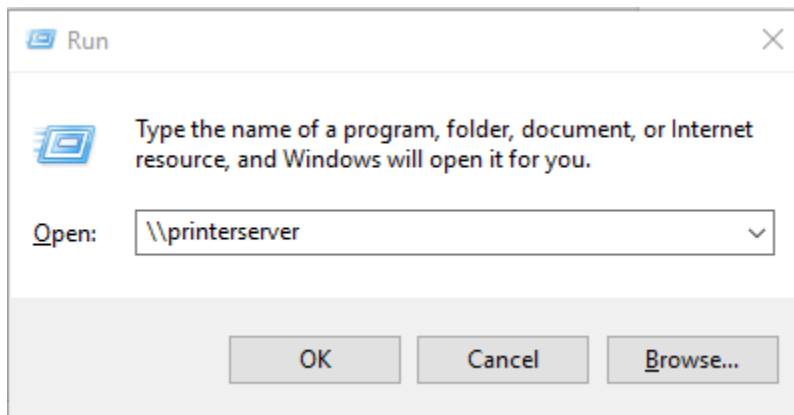 Run
Type the name of a program, folder, document, or Internet
resource, and Windows will open it for you.
Open: \\printerserver
OK Cancel Browse...